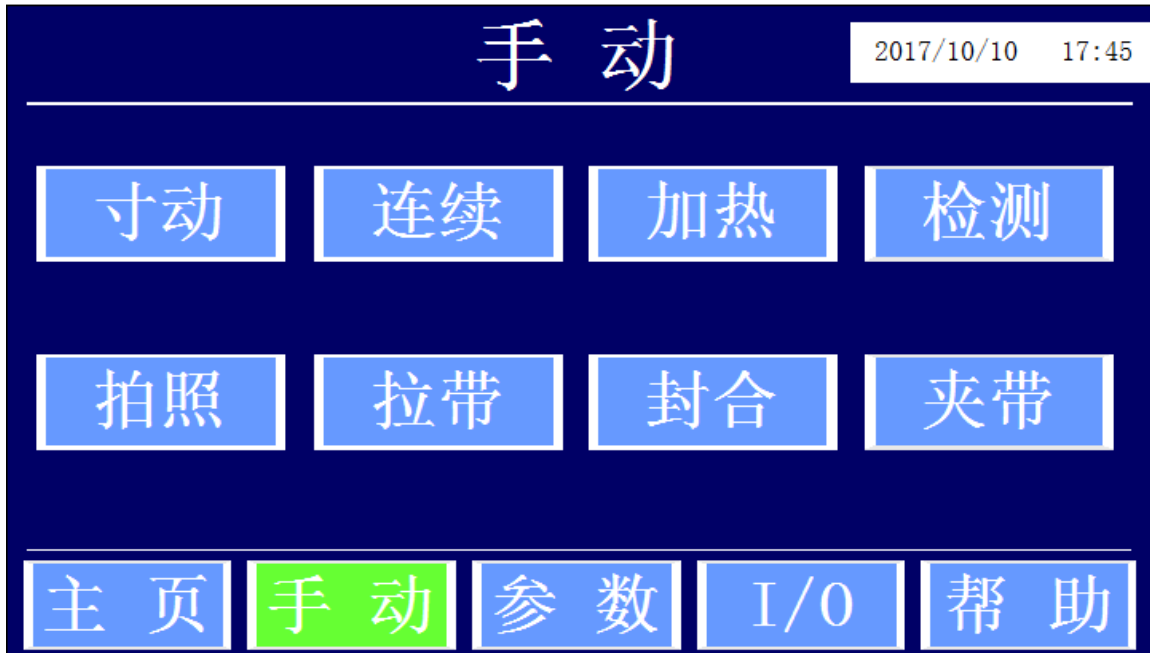 手 动 2017/10/10 17:45
寸动 连续 加热 检测
拍照 拉带 封合 夹带
主 页 手 动 参 数 I/O 帮 助